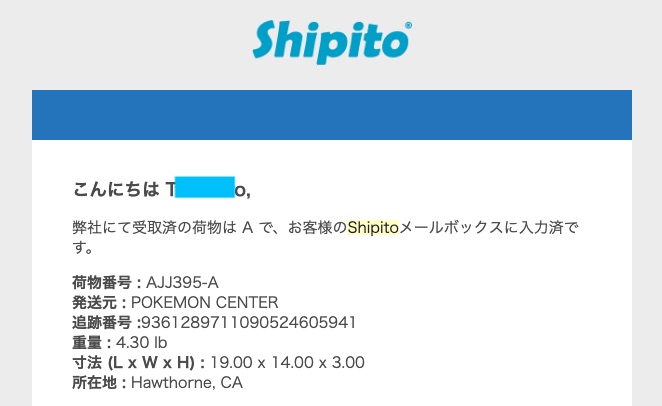 Shipito®
こんにちは T o,
弊社にて受取済の荷物は A で、お客様のShipitoメールボックスに入力済で
す。
荷物番号 : AJJ395-A
発送元 : POKEMON CENTER
追跡番号 :9361289711090524605941
重量 : 4.30 lb
寸法 (L x W x H) : 19.00 x 14.00 x 3.00
所在地 : Hawthorne, CA